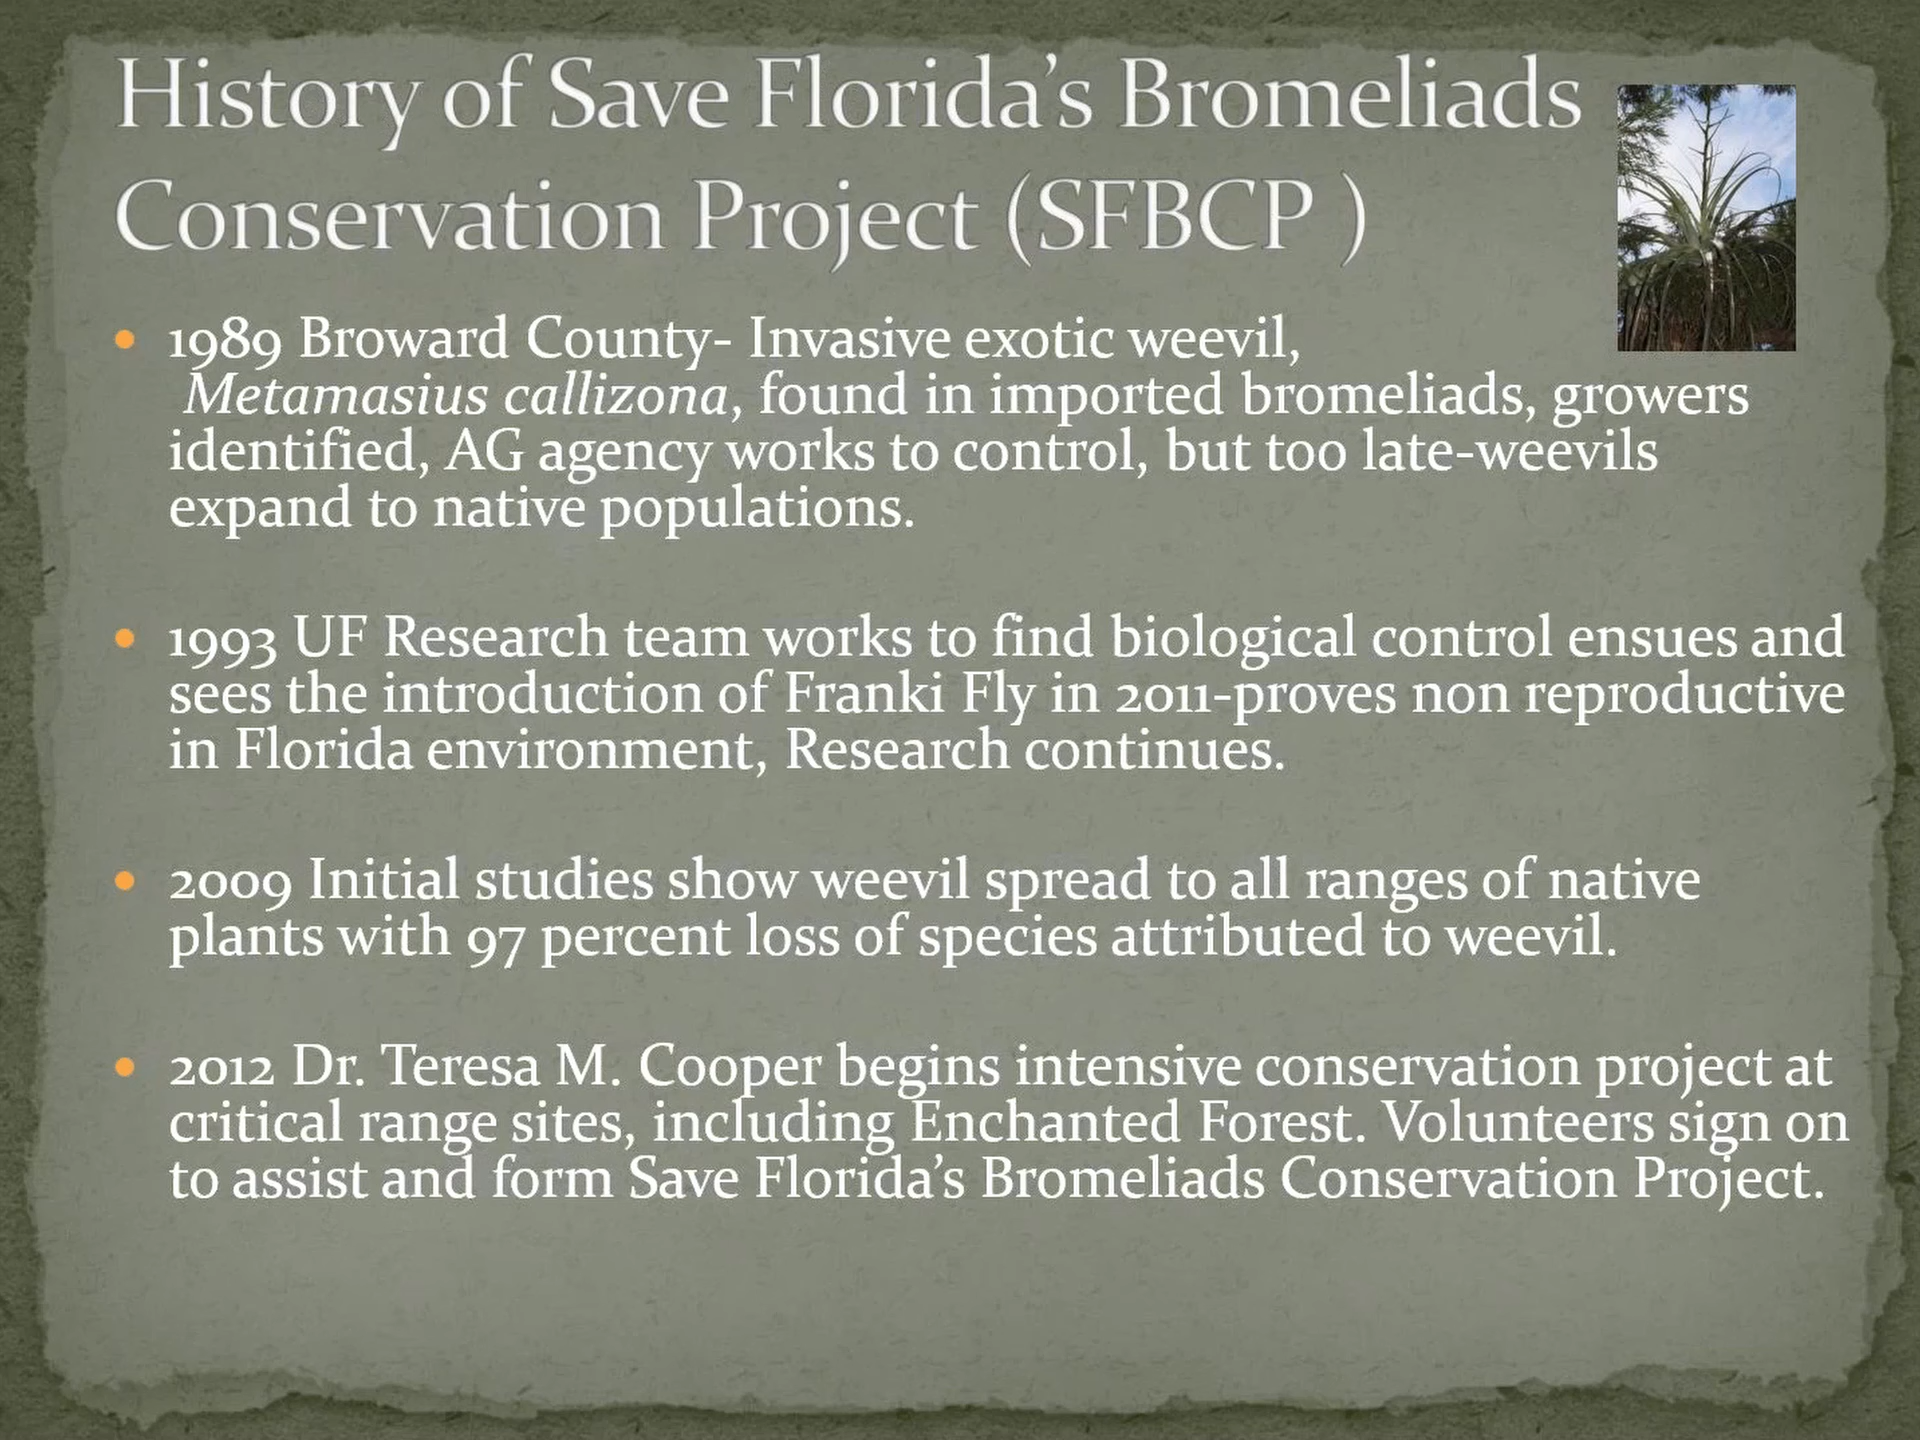 History of Save Florida’s Bromeliads
Conservation Project (SFBCP )
• 1989 Broward County- Invasive exotic weevil,
Metamasius callizona, found in imported bromeliads, growers
identified, AG agency works to control, but too late-weevils
expand to native populations.
• 1993 UF Research team works to find biological control ensues and
sees the introduction of Franki Fly in 2011-proves non reproductive
in Florida environment, Research continues.
• 2009 Initial studies show weevil spread to all ranges of native
plants with 97 percent loss of species attributed to weevil.
• 2012 Dr. Teresa M. Cooper begins intensive conservation project at
critical range sites, including Enchanted Forest. Volunteers sign on
to assist and form Save Florida’s Bromeliads Conservation Project.